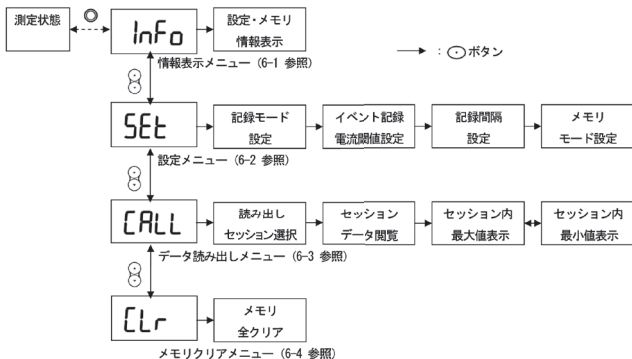 測定状態
InFo
設定・メモリ
情報表示
: ボタン
情報表示メニュー (6-1 参照)
SEt
記録モード
設定
イベント記録
電流閾値設定
記録間隔
設定
メモリ
モード設定
設定メニュー (6-2 参照)
CALL
読み出し
セッション選択
セッション
データ閲覧
セッション内
最大値表示
セッション内
最小値表示
データ読み出しメニュー (6-3 参照)
CLr
メモリ
全クリア
メモリクリアメニュー (6-4 参照)